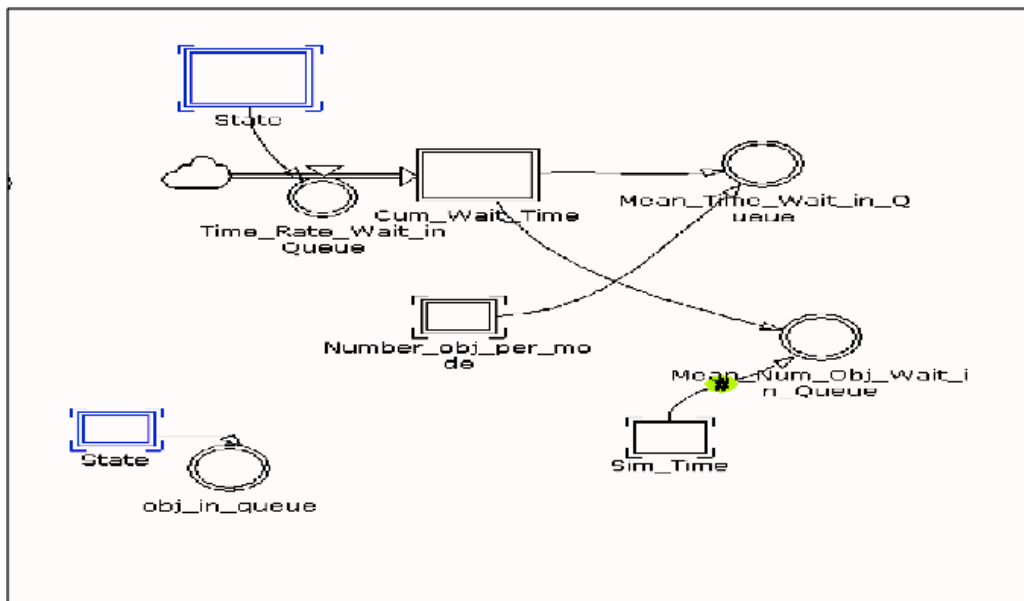 State
Cum_Wait_Time
Mean_Time_Wait_in_Q
ueue
Time_Rate_Wait_in
Queue
Number_obj_per_mo
de
Mean_Num_Obj_Wait_i
n_Queue
#
State
Sim_Time
obj_in_queue